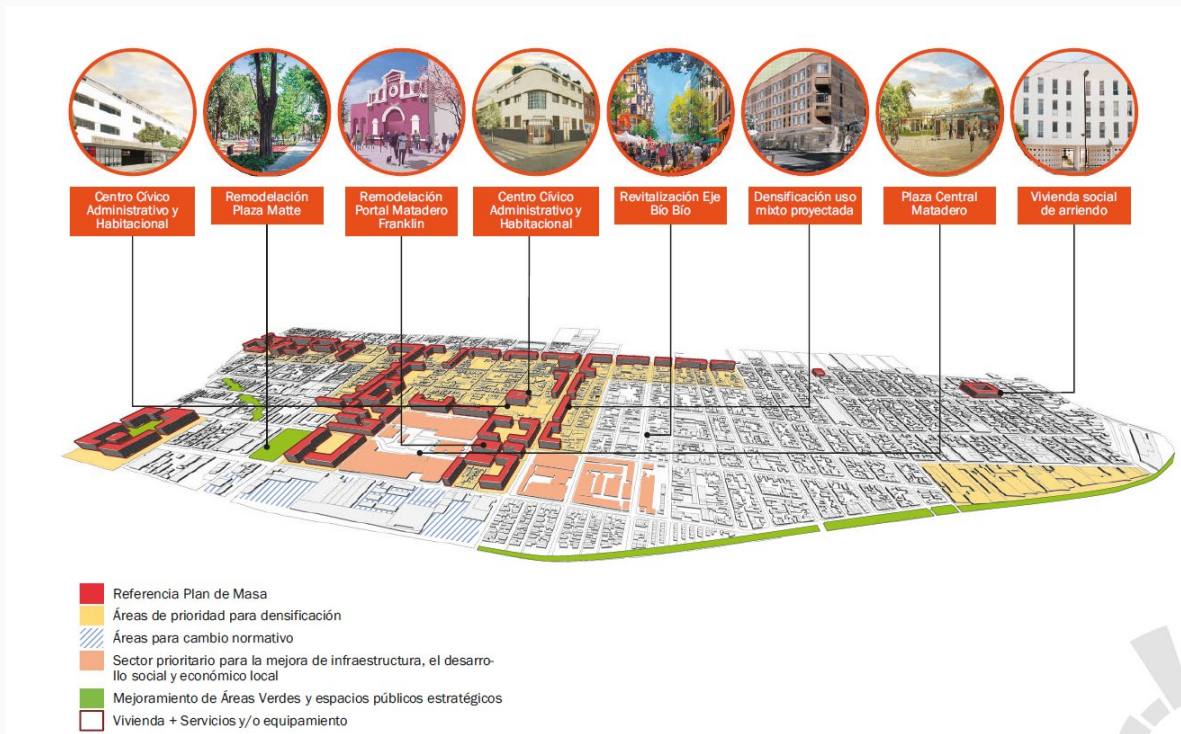 Centro Cívico
Administrativo y
Habitacional
Remodelación
Plaza Matte
Remodelación
Portal Matadero
Franklin
Centro Cívico
Administrativo y
Habitacional
Revitalización Eje
Bío Bío
Densificación uso
mixto proyectada
Plaza Central
Matadero
Vivienda social
de arriendo
Referencia Plan de Masa
Áreas de prioridad para densificación
Áreas para cambio normativo
Sector prioritario para la mejora de infraestructura, el desarro-
llo social y económico local
Mejoramiento de Áreas Verdes y espacios públicos estratégicos
Vivienda + Servicios y/o equipamiento